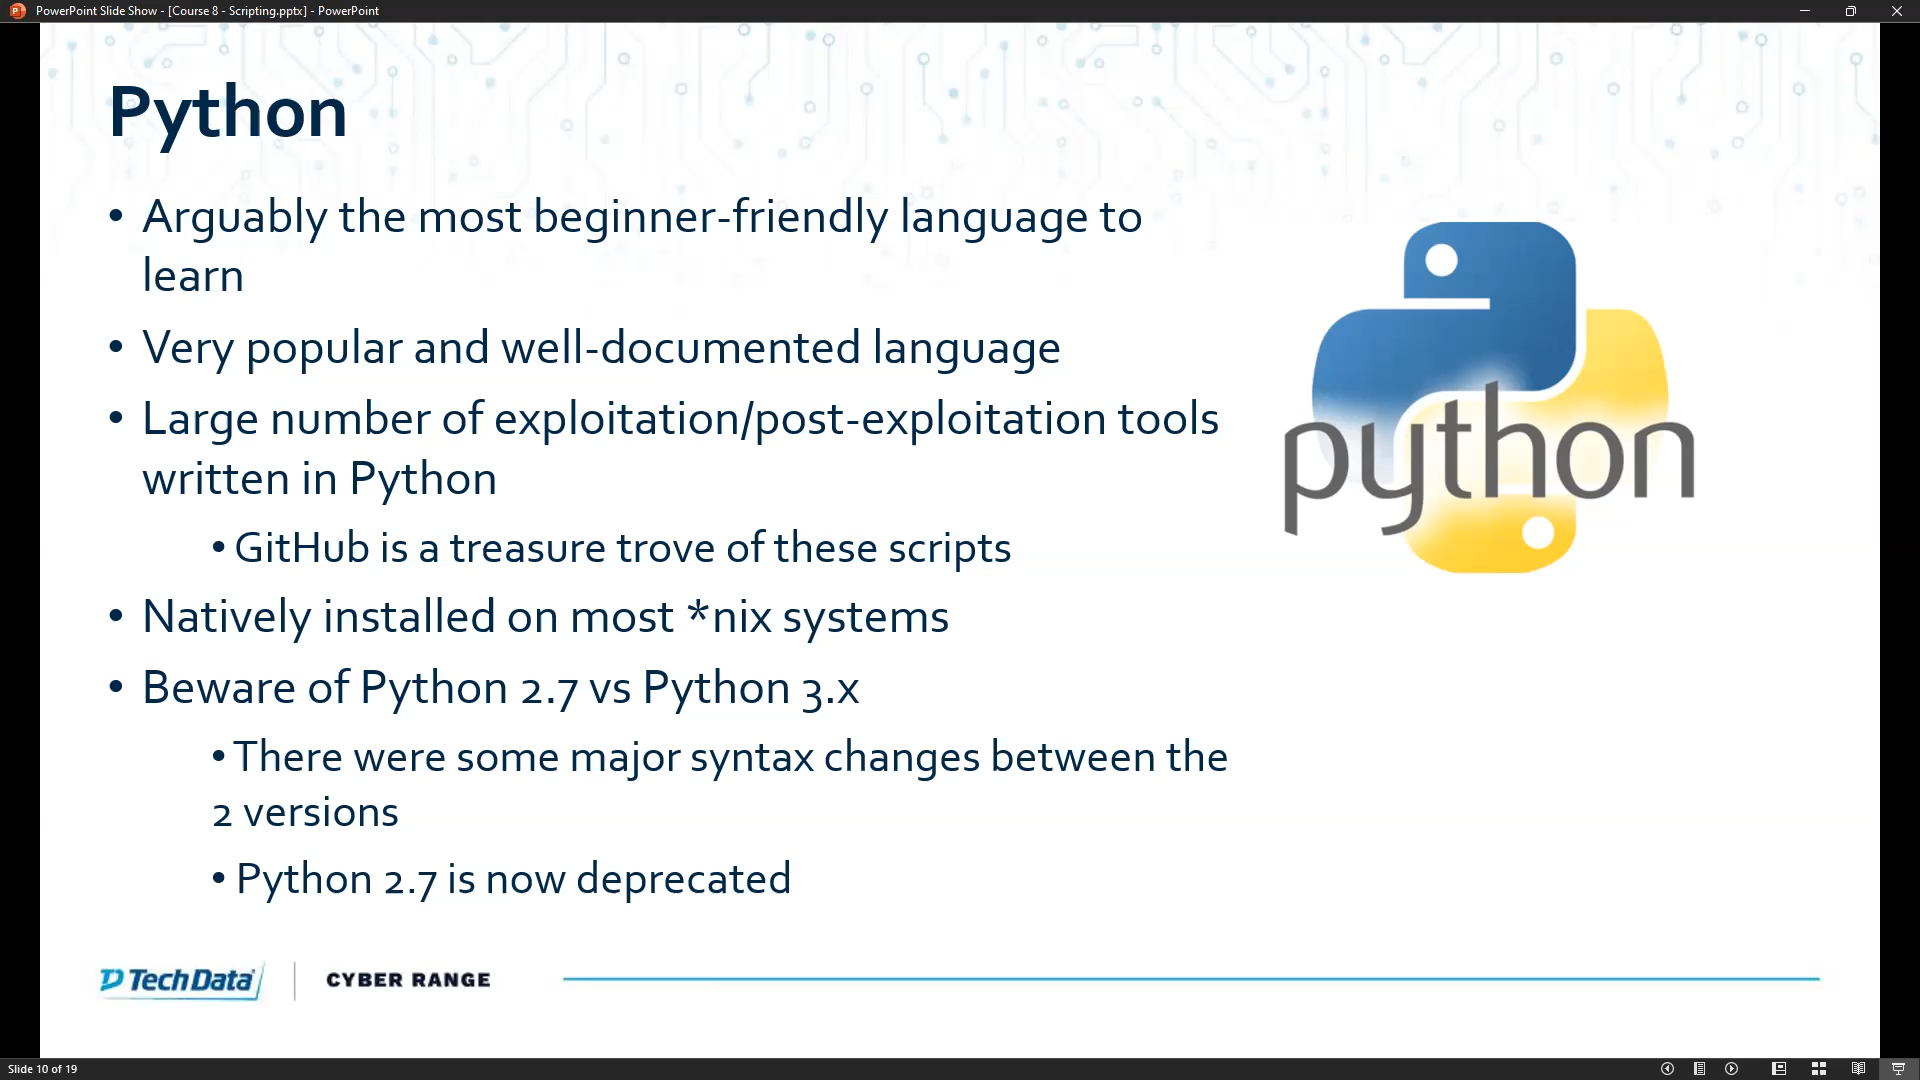 PowerPoint Slide Show - [Course 8 - Scripting.pptx] - PowerPoint
Python
• Arguably the most beginner-friendly language to
learn
• Very popular and well-documented language
• Large number of exploitation/post-exploitation tools
written in Python
• GitHub is a treasure trove of these scripts
• Natively installed on most *nix systems
• Beware of Python 2.7 vs Python 3.x
• There were some major syntax changes between the
2 versions
• Python 2.7 is now deprecated
python
Tech Data
CYBER RANGE
Slide 10 of 19